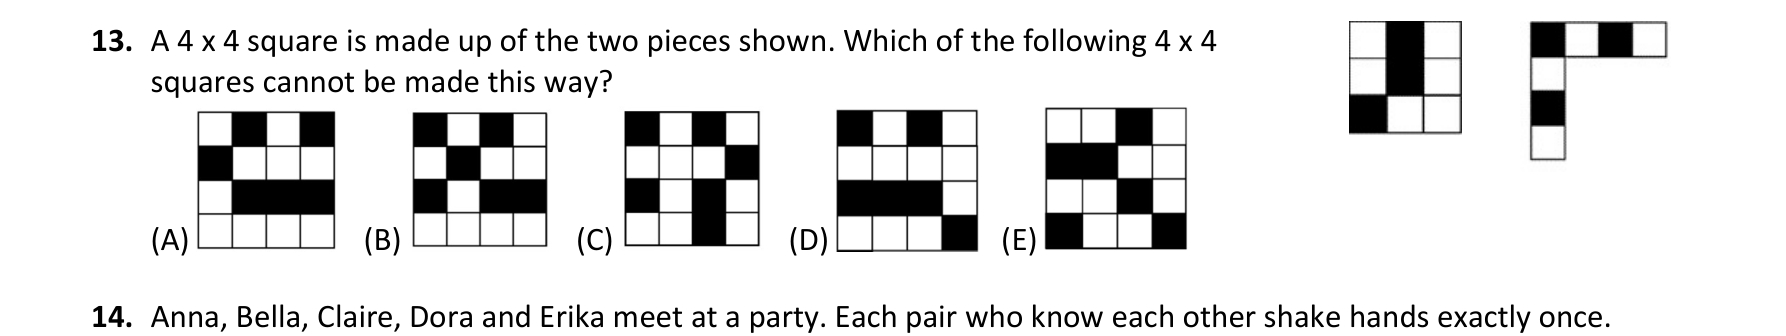 13. A 4 x 4 square is made up of the two pieces shown. Which of the following 4 x 4
squares cannot be made this way?
(A) (B) (C) (D) (E)
14. Anna, Bella, Claire, Dora and Erika meet at a party. Each pair who know each other shake hands exactly once.